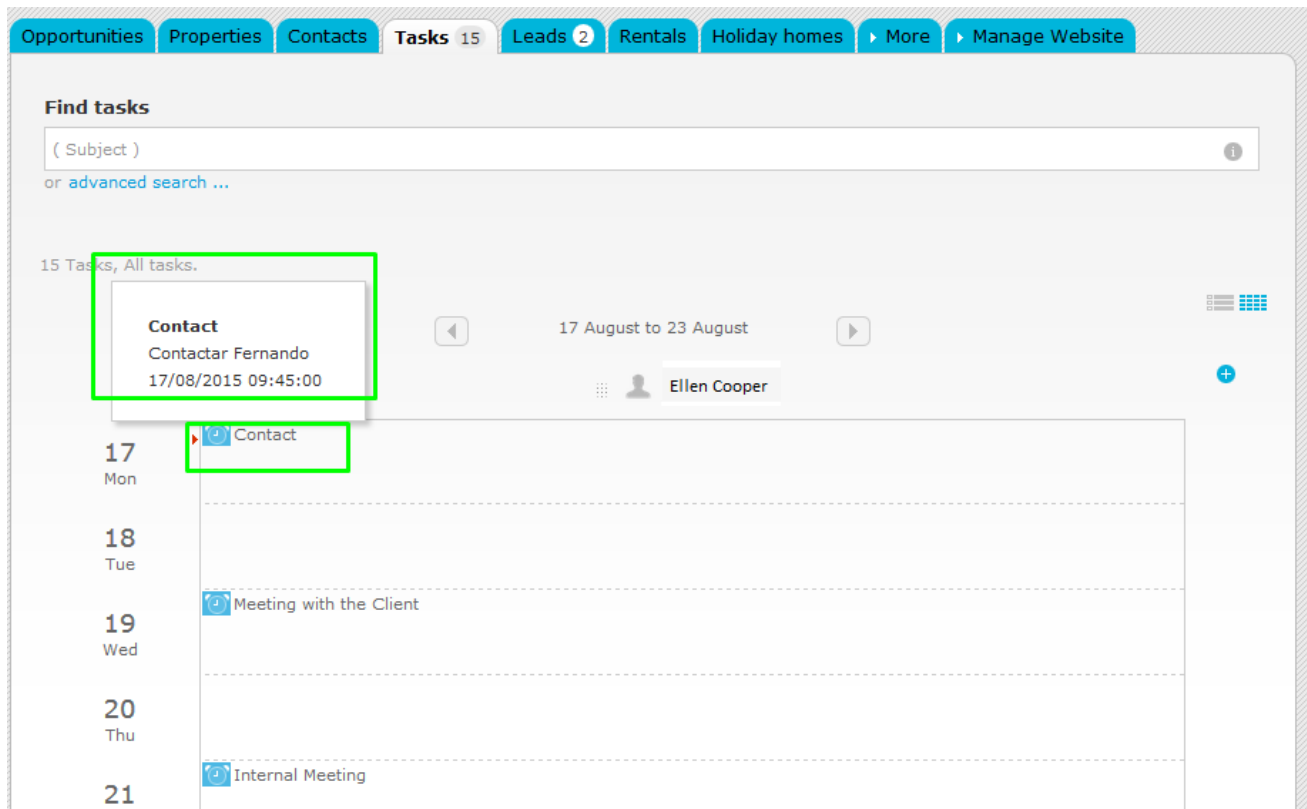 Opportunities Properties Contacts Tasks 15 Leads 2 Rentals Holiday homes More Manage Website
Find tasks
( Subject )
or advanced search ...
15 Tasks, All tasks.
Contact
Contactar Fernando
17/08/2015 09:45:00
17 August to 23 August
Ellen Cooper
17
Mon
Contact
18
Tue
19
Wed
Meeting with the Client
20
Thu
21
Internal Meeting